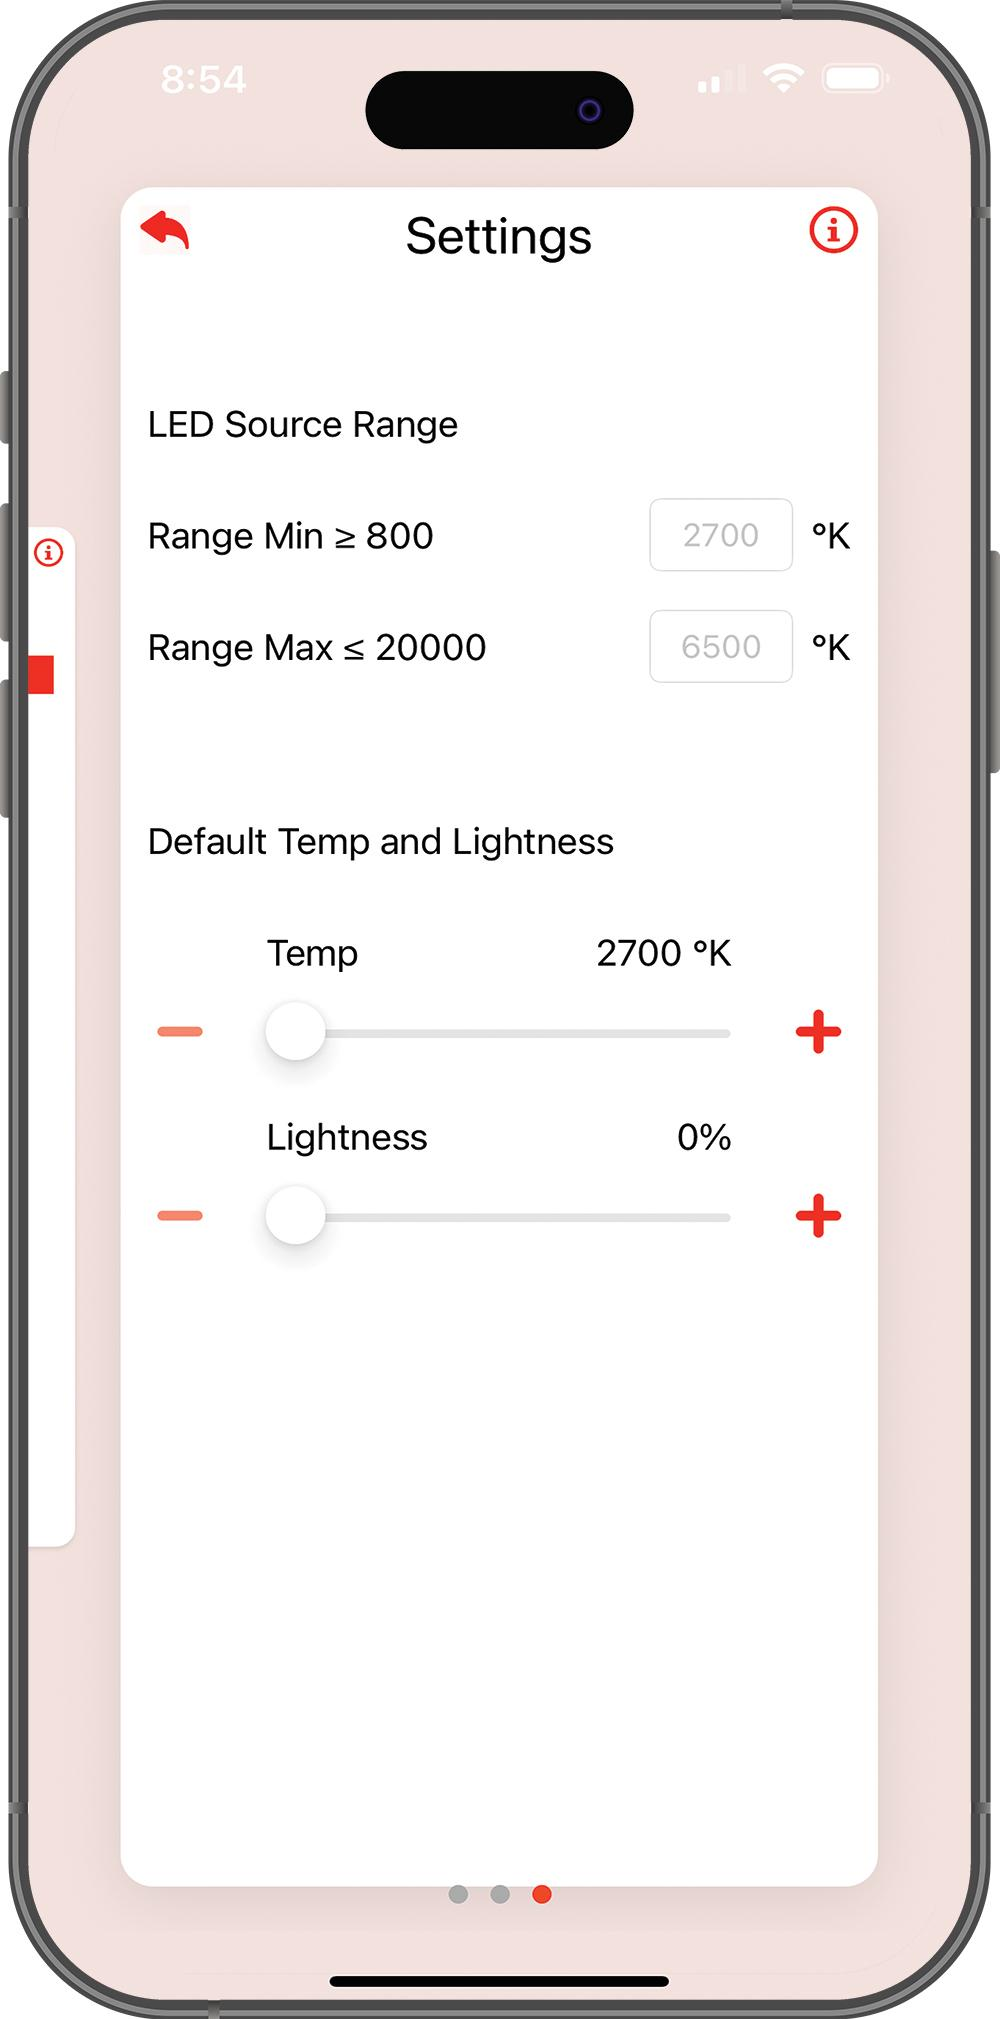 8:54
Settings
LED Source Range
Range Min ≥ 800 2700 °K
Range Max ≤ 20000 6500 °K
Default Temp and Lightness
Temp 2700 °K
Lightness 0%